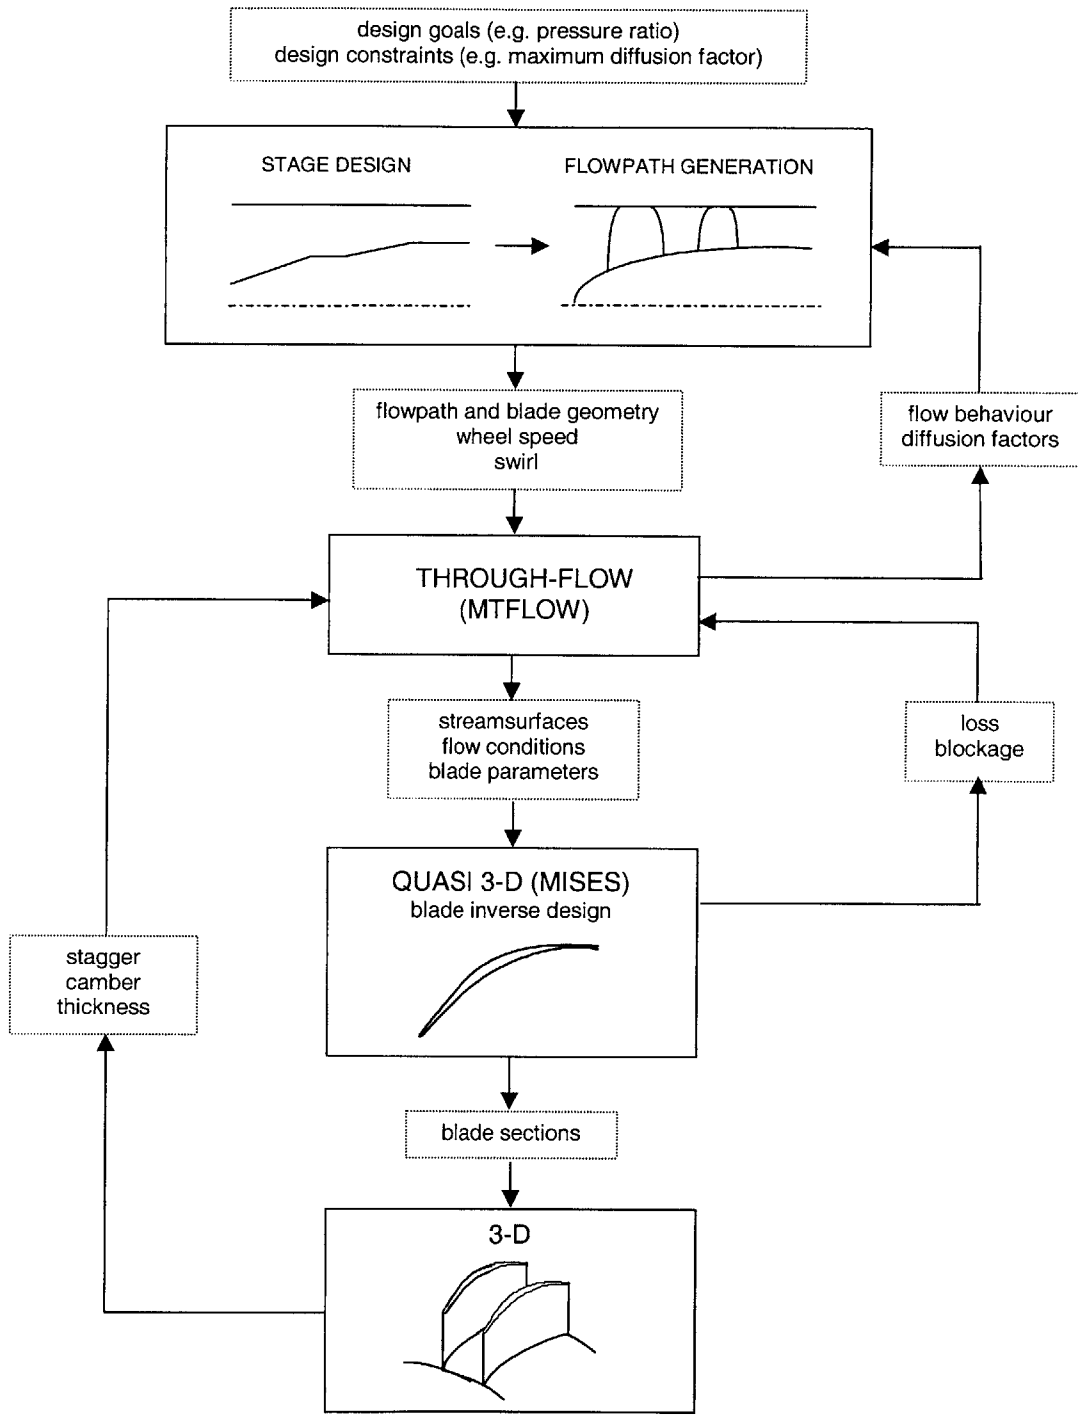 design goals (e.g. pressure ratio)
design constraints (e.g. maximum diffusion factor)
STAGE DESIGN
FLOWPATH GENERATION
flowpath and blade geometry
wheel speed
swirl
flow behaviour
diffusion factors
THROUGH-FLOW
(MTFLOW)
streamsurfaces
flow conditions
blade parameters
loss
blockage
QUASI 3-D (MISES)
blade inverse design
stagger
camber
thickness
blade sections
3-D